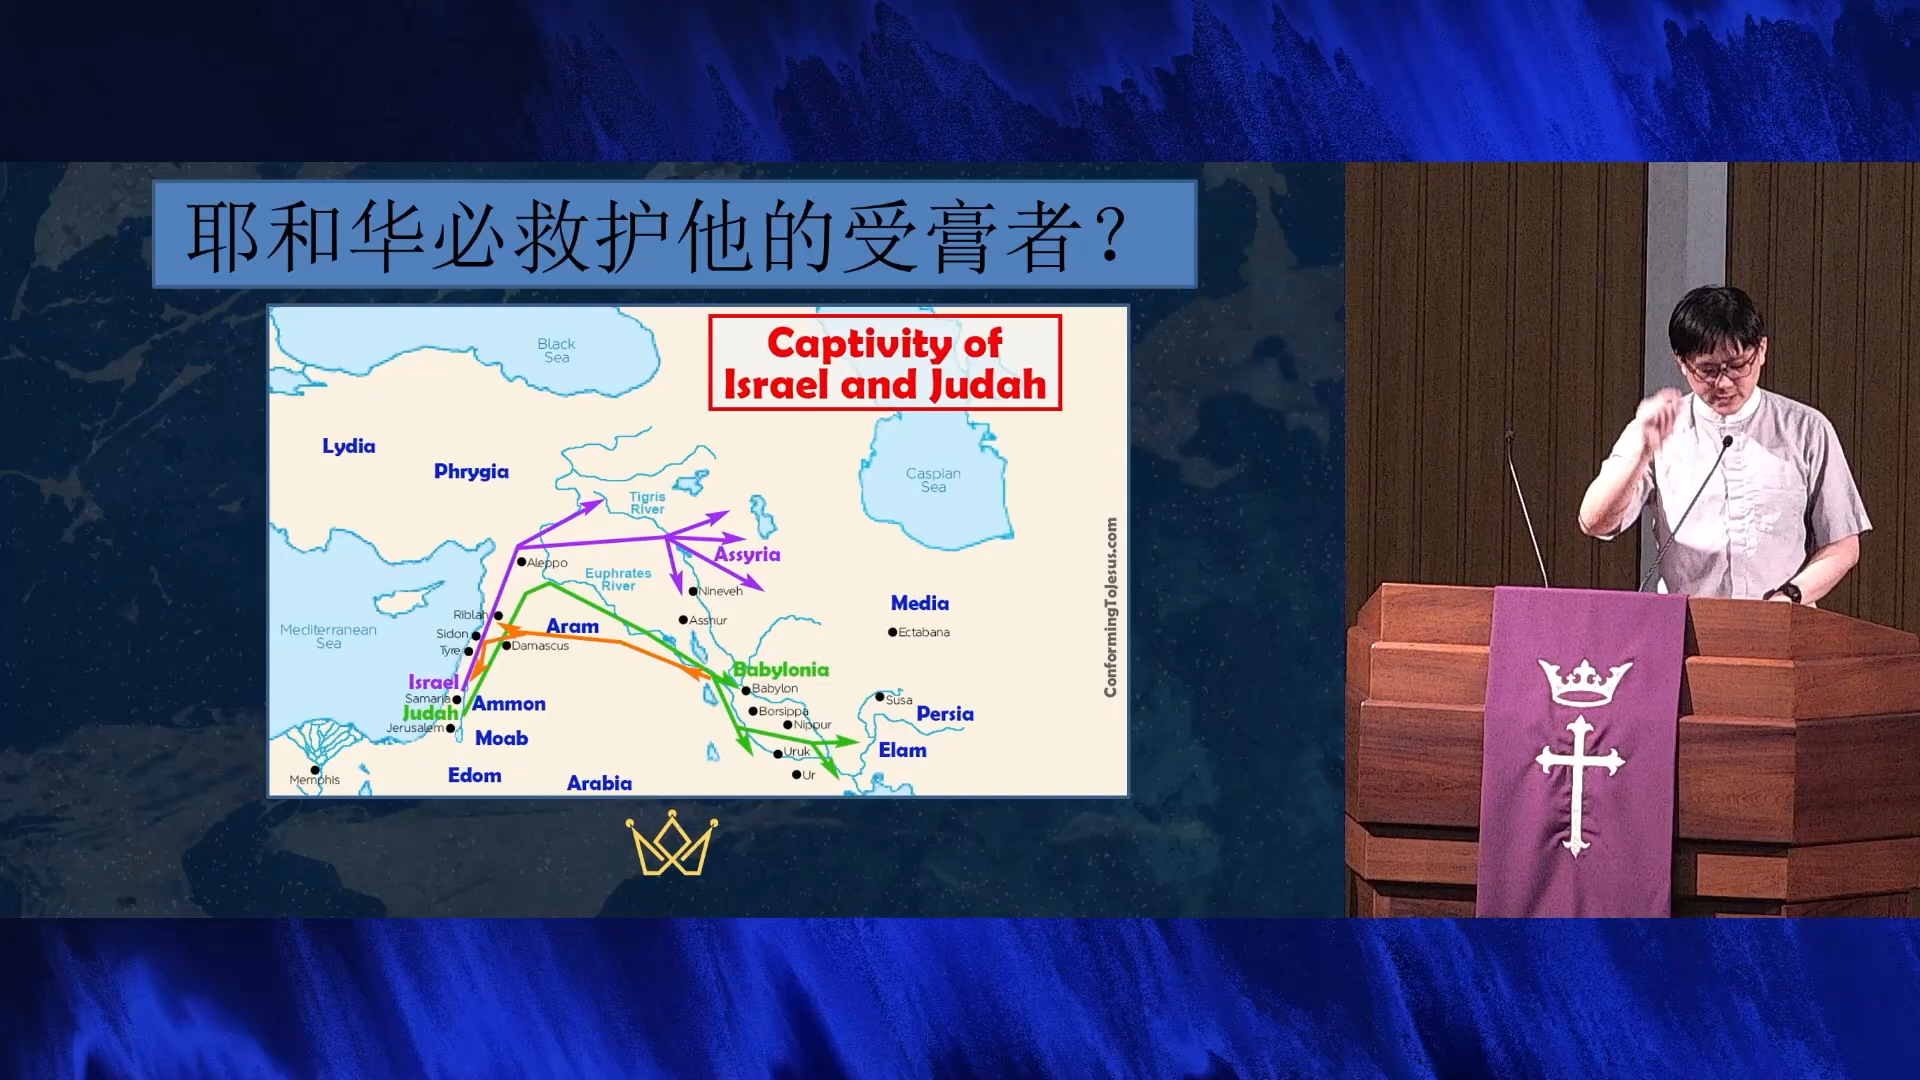 耶和华必救护他的受膏者？
Captivity of
Israel and Judah
Black
Sea
Lydia
Phrygia
Caspian
Sea
Tigris
River
Assyria
Aleppo
Euphrates
River
Nineveh
Media
Riblah
Asshur
Aram
Ectabana
Mediterranean
Sea
Sidon
Tyre
Damascus
Israel
Babylonia
Samaria
Babylon
Judah
Ammon
Susa
Borsippa
Persia
Jerusalem
Nippur
Moab
Uruk
Elam
Memphis
Edom
Arabia
Ur
ConformingToJesus.com